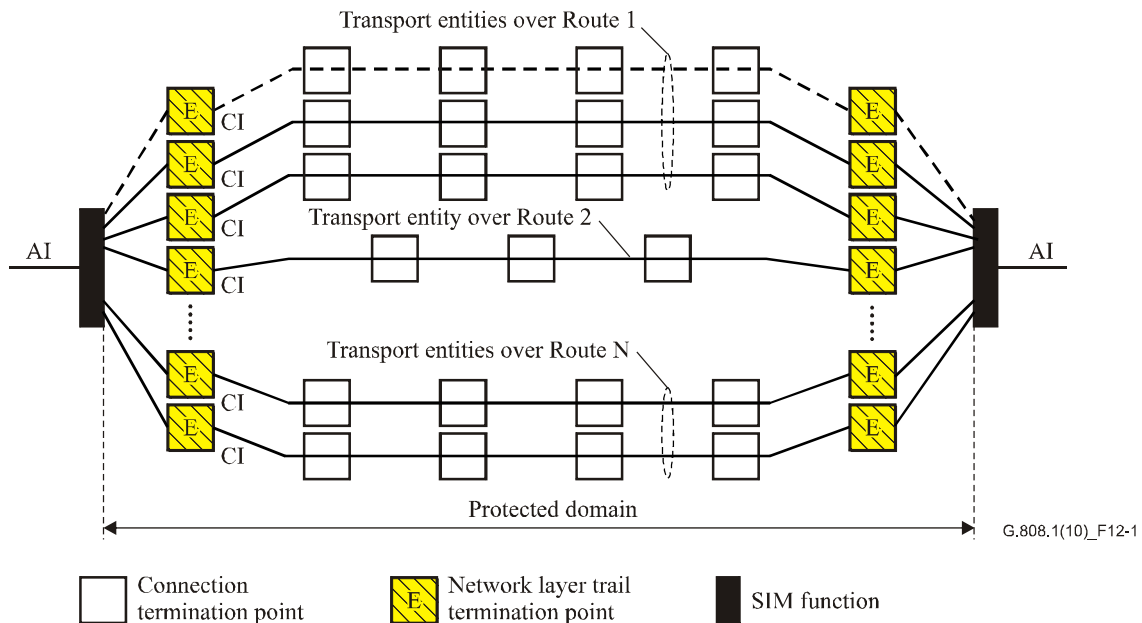 Transport entities over Route 1
E
E
CI
E
E
CI
E
E
CI
Transport entity over Route 2
AI
AI
E
E
CI
Transport entities over Route N
E
E
CI
E
E
CI
Protected domain
G.808.1(10)_F12-1
Connection
termination point
E
Network layer trail
termination point
SIM function